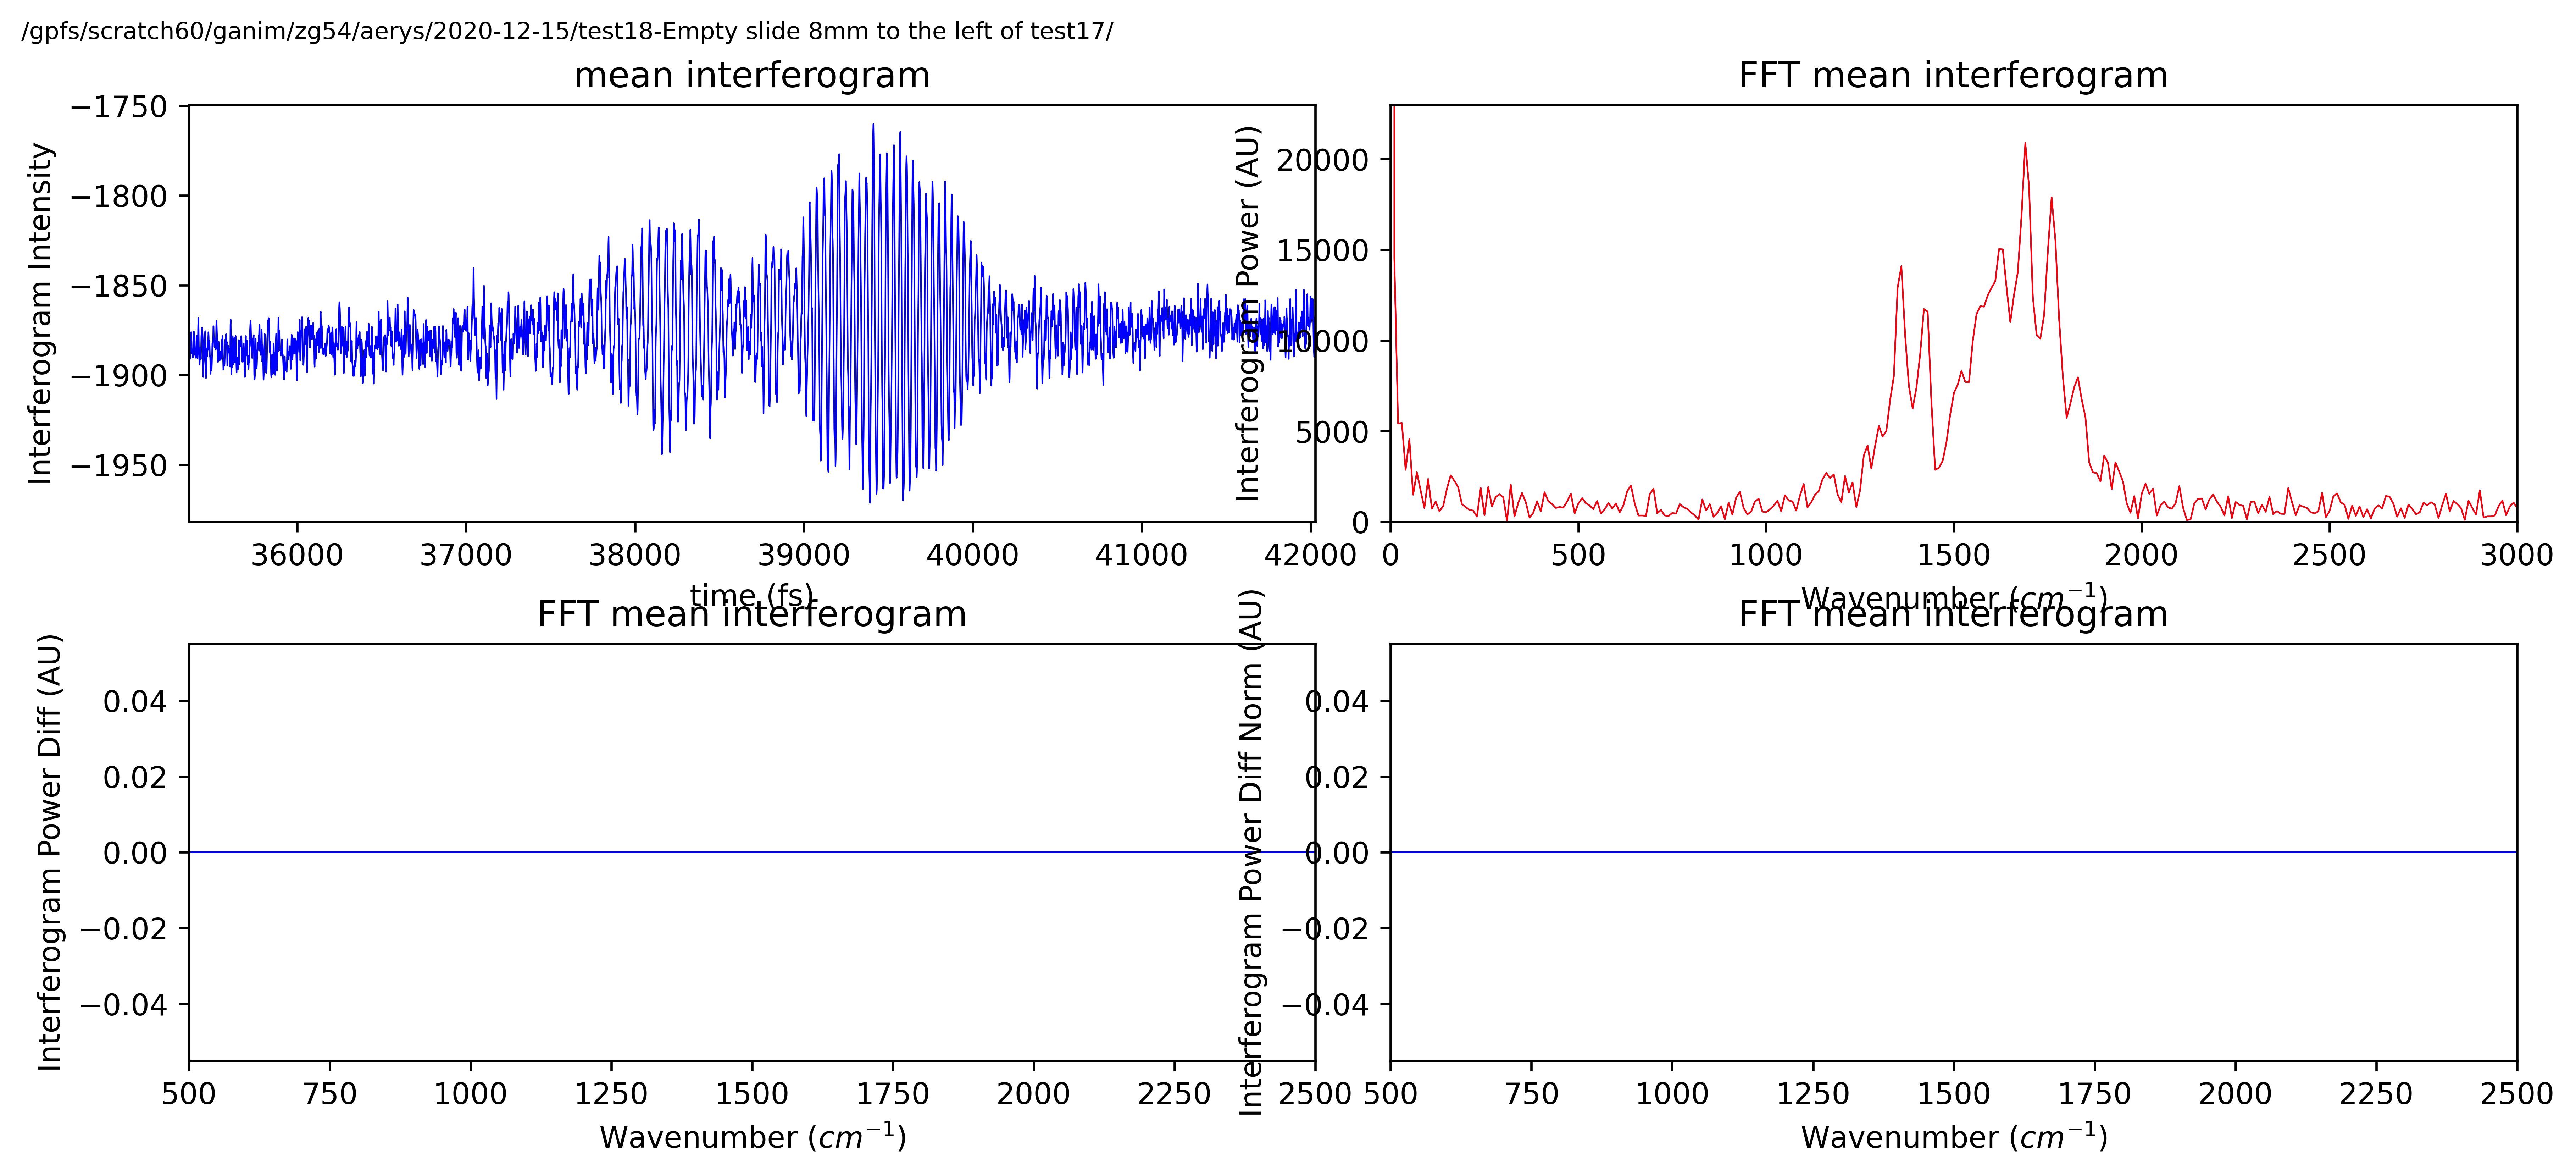 /gpfs/scratch60/ganim/zg54/aerys/2020-12-15/test18-Empty slide 8mm to the left of test17/
mean interferogram
Interferogram Intensity
−1750
−1800
−1850
−1900
−1950
36000 37000 38000 39000 40000 41000 42000
time (fs)
FFT mean interferogram
Interferogram Power (AU)
20000
15000
10000
5000
0
0 500 1000 1500 2000 2500 3000
Wavenumber (cm⁻¹)
FFT mean interferogram
Interferogram Power Diff (AU)
0.04
0.02
0.00
−0.02
−0.04
500 750 1000 1250 1500 1750 2000 2250 2500
Wavenumber (cm⁻¹)
FFT mean interferogram
Interferogram Power Diff Norm (AU)
0.04
0.02
0.00
−0.02
−0.04
500 750 1000 1250 1500 1750 2000 2250 2500
Wavenumber (cm⁻¹)